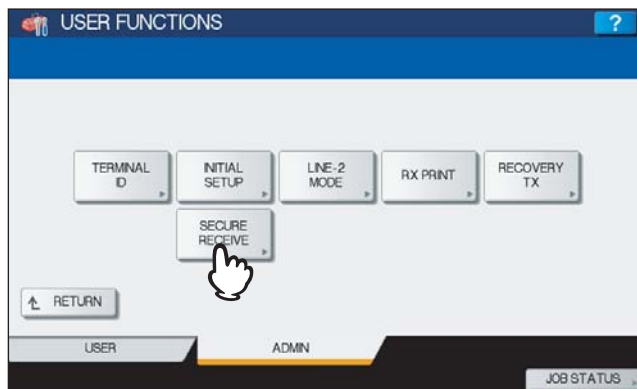 USER FUNCTIONS
?
TERMINAL
ID
INITIAL
SETUP
LINE-2
MODE
RX PRINT
RECOVERY
TX
SECURE
RECEIVE
RETURN
USER
ADMIN
JOB STATUS